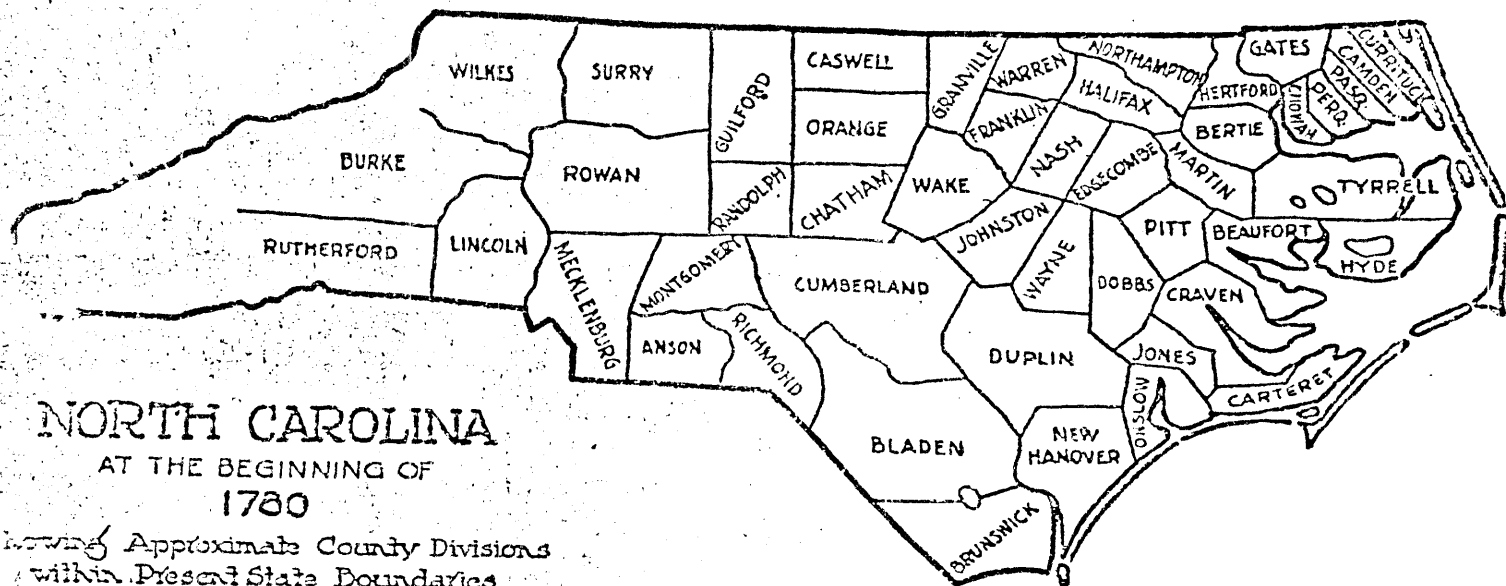 WILKES
SURRY
GUILFORD
CASWELL
GRANVILLE
WARREN
NORTHAMPTON
GATES
CURRITUCK
CAMDEN
PASQ.
PERQ.
CHOWAN
HERTFORD
HALIFAX
FRANKLIN
ORANGE
BERTIE
BURKE
ROWAN
RANDOLPH
CHATHAM
WAKE
NASH
EDGECOMBE
MARTIN
TYRRELL
RUTHERFORD
LINCOLN
MECKLENBURG
MONTGOMERY
CUMBERLAND
JOHNSTON
WAYNE
DOBBS
PITT
BEAUFORT
HYDE
CRAVEN
ANSON
RICHMOND
DUPLIN
JONES
CARTERET
ONSLOW
BLADEN
NEW
HANOVER
BRUNSWICK
NORTH CAROLINA
AT THE BEGINNING OF
1780
Approximate County Divisions
within Present State Boundaries